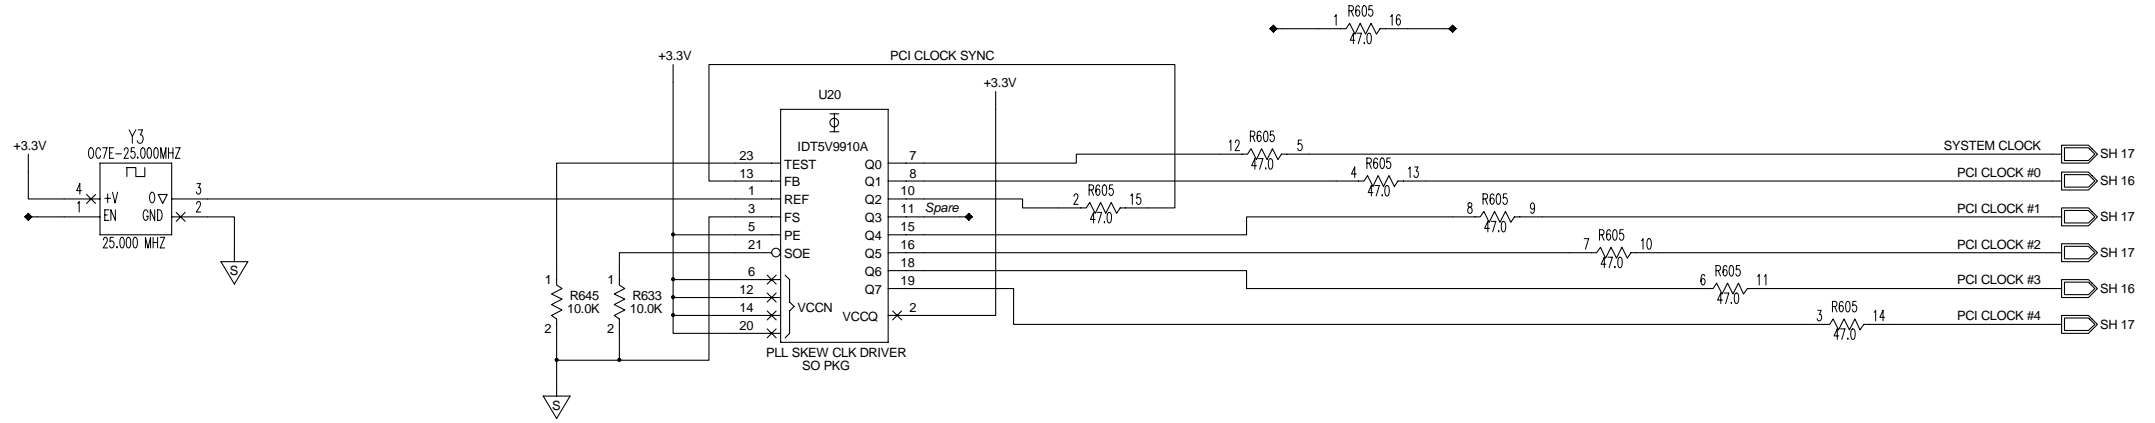 R605
1 16
47.0
+3.3V
PCI CLOCK SYNC
+3.3V
U20
Y3
OC7E-25.000MHZ
+3.3V
IDT5V9910A
4 +V O 3
1 EN GND 2
25.000 MHZ
S
23 TEST Q0 7
13 FB Q1 8
1 REF Q2 10
3 FS Q3 11 Spare
5 PE Q4 15
21 SOE Q5 16
6 Q6 18
12 VCCN Q7 19
14 VCCQ 2
20
PLL SKEW CLK DRIVER
SO PKG
1 R645 10.0K 2
1 R633 10.0K 2
S
12 R605 5 47.0 SYSTEM CLOCK SH 17
4 R605 13 47.0 PCI CLOCK #0 SH 16
2 R605 15 47.0
8 R605 9 47.0 PCI CLOCK #1 SH 17
7 R605 10 47.0 PCI CLOCK #2 SH 17
6 R605 11 47.0 PCI CLOCK #3 SH 16
3 R605 14 47.0 PCI CLOCK #4 SH 17